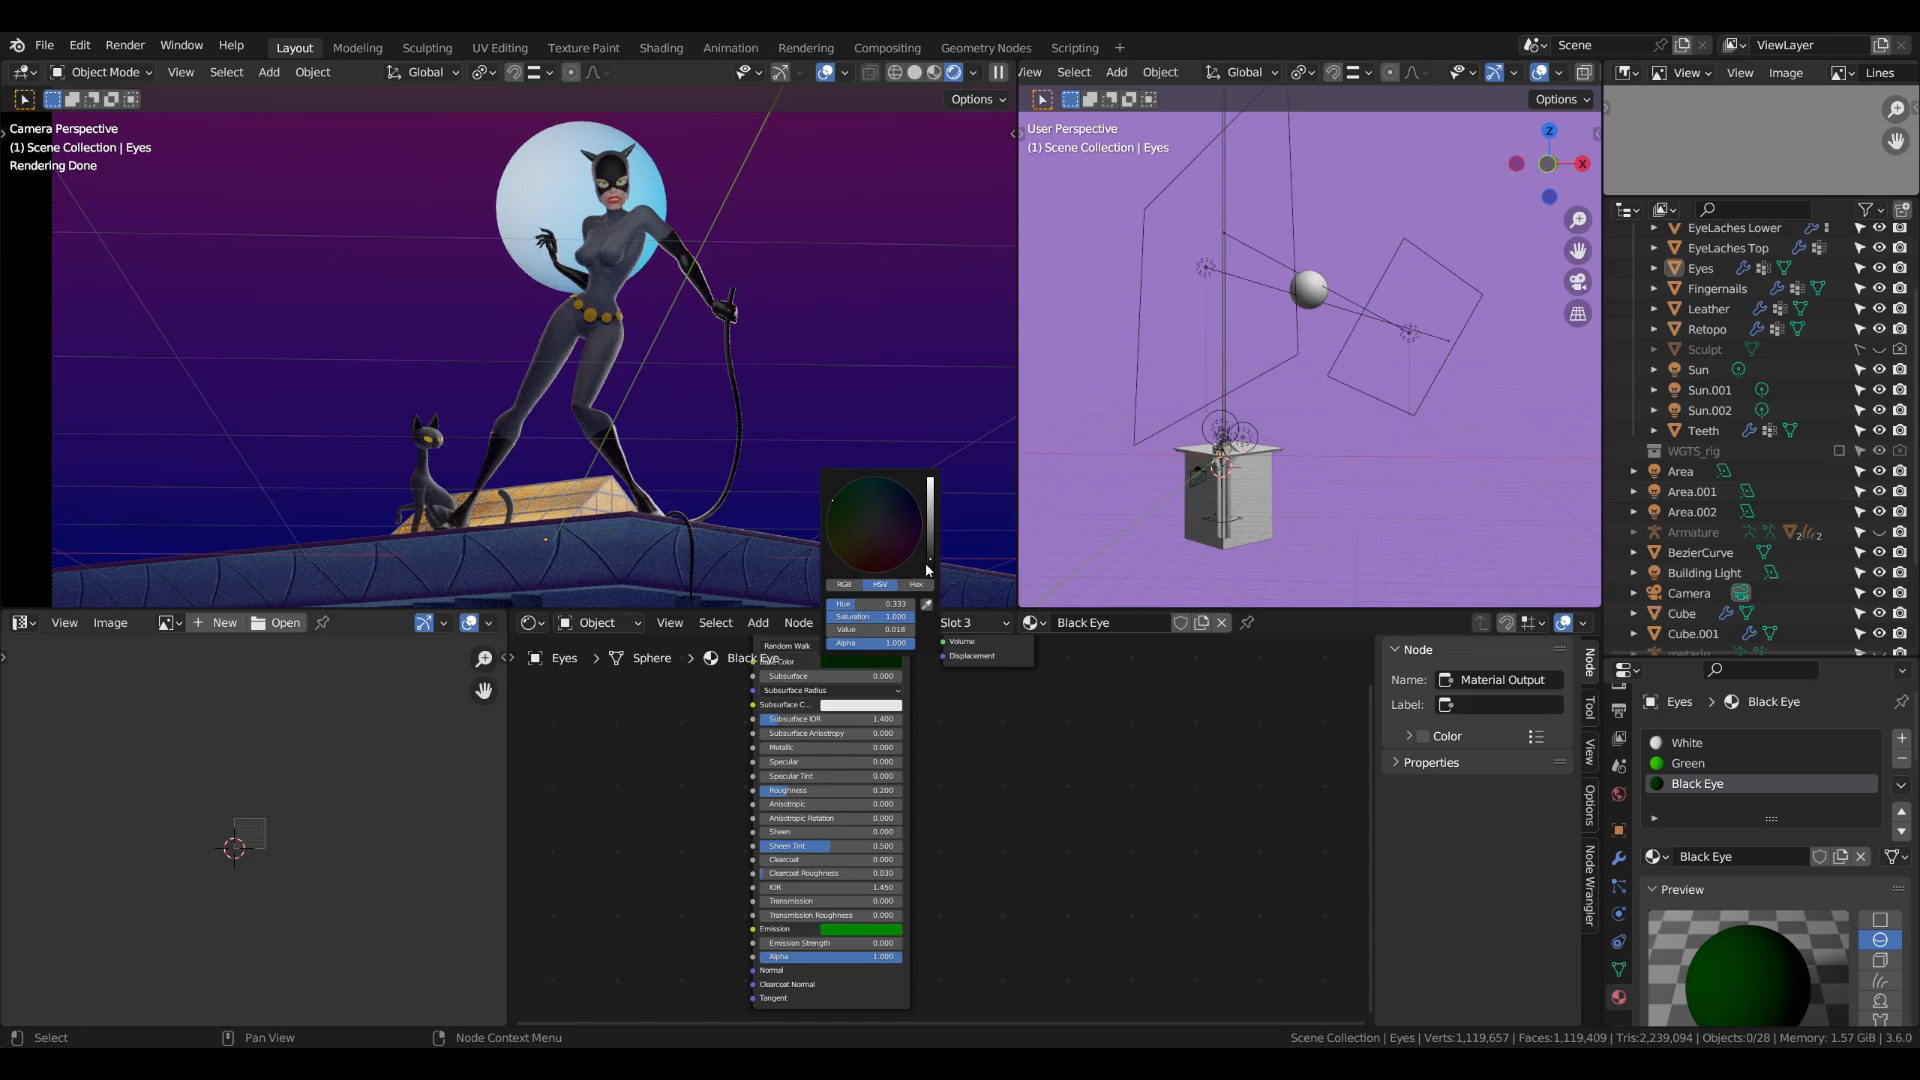 File Edit Render Window Help Layout Modeling Sculpting UV Editing Texture Paint Shading Animation Rendering Compositing Geometry Nodes Scripting + Scene ViewLayer
Object Mode View Select Add Object Global
View Select Add Object Global
View View Image Lines
Options
Options
Camera Perspective
(1) Scene Collection | Eyes
Rendering Done
User Perspective
(1) Scene Collection | Eyes
Z
X
EyeLaches Lower
EyeLaches Top
Eyes
Fingernails
Leather
Retopo
Sculpt
Sun
Sun.001
Sun.002
Teeth
WGTS_rig
Area
Area.001
Area.002
Armature
2 2
BezierCurve
Building Light
Camera
Cube
Cube.001
RGB HSV Hex
Hue 0.333
Saturation 1.000
Value 0.018
Alpha 1.000
View Image + New Open
Object View Select Add Node Slot 3 Black Eye
Eyes > Sphere > Black Eye
Random Walk
Base Color
Subsurface 0.000
Subsurface Radius
Subsurface C...
Subsurface IOR 1.400
Subsurface Anisotropy 0.000
Metallic 0.000
Specular 0.000
Specular Tint 0.000
Roughness 0.200
Anisotropic 0.000
Anisotropic Rotation 0.000
Sheen 0.000
Sheen Tint 0.500
Clearcoat 0.000
Clearcoat Roughness 0.030
IOR 1.450
Transmission 0.000
Transmission Roughness 0.000
Emission
Emission Strength 0.000
Alpha 1.000
Normal
Clearcoat Normal
Tangent
Volume
Displacement
Node
Name: Material Output
Label:
Color
Properties
Node
Tool
View
Options
Node Wrangler
Eyes > Black Eye
White
Green
Black Eye
Black Eye
Preview
Select Pan View Node Context Menu
Scene Collection | Eyes | Verts:1,119,657 | Faces:1,119,409 | Tris:2,239,094 | Objects:0/28 | Memory: 1.57 GiB | 3.6.0